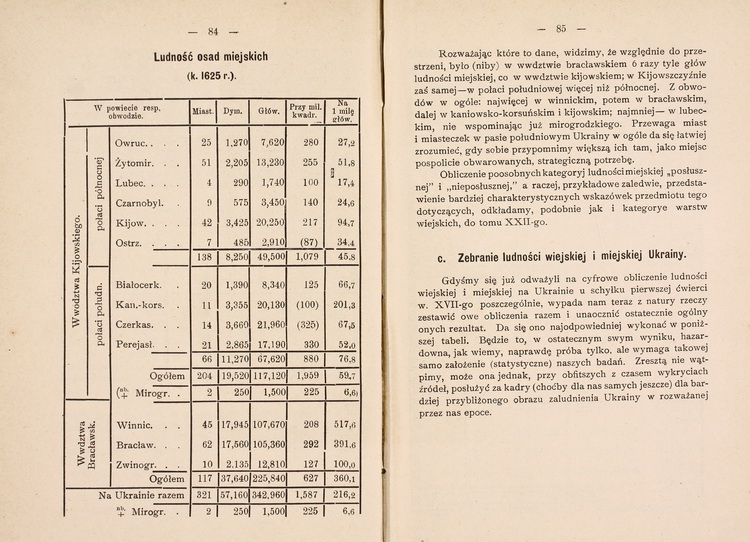 — 84 —
Ludność osad miejskich
(k. 1625 r.).
W powiecie resp. obwodzie. Miast. Dym. Głów. Przy mil. kwadr. Na 1 milę głów.
Wwodztwa Kijowskiego.
połaci północnej
Owruc. . . . 25 1,270 7,620 280 27,2
Żytomir. . . 51 2,205 13,230 255 51,8
Lubec. . . . 4 290 1,740 100 17,4
Czarnobyl. . 9 575 3,450 140 24,6
Kijow. . . . 42 3,425 20,250 217 94,7
Ostrz. . . . 7 485 2,910 (87) 34,4
138 8,250 49,500 1,079 45,8
połaci połudn.
Białocerk. . 20 1,390 8,340 125 66,7
Kan.-kors. 11 3,355 20,130 (100) 201,3
Czerkas. . . 14 3,660 21,960 (325) 67,5
Perejasł. . . 21 2,865 17,190 330 52,0
66 11,270 67,620 880 76,8
Ogółem 204 19,520 117,120 1,959 59,7
(nb. + Mirogr. . 2 250 1,500 225 6,6)
Wwdztwa Bracławsk.
Winnic. . . 45 17,945 107,670 208 517,6
Bracław. . . 62 17,560 105,360 292 391,6
Zwinogr. . . 10 2,135 12,810 127 100,0
Ogółem 117 37,640 225,840 627 360,1
Na Ukrainie razem 321 57,160 342,960 1,587 216,2
nb. + Mirogr. . 2 250 1,500 225 6,6
— 85 —
Rozważając które to dane, widzimy, że względnie do prze-
strzeni, było (niby) w wwdztwie bracławskiem 6 razy tyle głów
ludności miejskiej, co w wwdztwie kijowskiem; w Kijowszczyźnie
zaś samej—w połaci południowej więcej niż północnej. Z obwo-
dów w ogóle: najwięcej w winnickim, potem w bracławskim,
dalej w kaniowsko-korsuńskim i kijowskim; najmniej— w lubec-
kim, nie wspominając już mirogrodzkiego. Przewaga miast
i miasteczek w pasie południowym Ukrainy w ogóle da się łatwiej
zrozumieć, gdy sobie przypomnimy większą ich tam, jako miejsc
pospolicie obwarowanych, strategiczną potrzebę.
Obliczenie poosobnych kategoryj ludności miejskiej „posłusz-
nej" i „nieposłusznej," a raczej, przykładowe zaledwie, przedsta-
wienie bardziej charakterystycznych wskazówek przedmiotu tego
dotyczących, odkładamy, podobnie jak i kategorye warstw
wiejskich, do tomu XXII-go.
c. Zebranie ludności wiejskiej i miejskiej Ukrainy.
Gdyśmy się już odważyli na cyfrowe obliczenie ludności
wiejskiej i miejskiej na Ukrainie u schyłku pierwszej ćwierci
w. XVII-go poszczególnie, wypada nam teraz z natury rzeczy
zestawić owe obliczenia razem i unaocznić ostatecznie ogólny
onych rezultat. Da się ono najodpowiedniej wykonać w poniż-
szej tabeli. Będzie to, w ostatecznym swym wyniku, hazar-
downa, jak wiemy, naprawdę próba tylko, ale wymaga takowej
samo założenie (statystyczne) naszych badań. Zresztą nie wąt-
pimy, może ona jednak, przy obfitszych z czasem wykryciach
źródeł, posłużyć za kadry (choćby dla nas samych jeszcze) dla bar-
dziej przybliżonego obrazu zaludnienia Ukrainy w rozważanej
przez nas epoce.